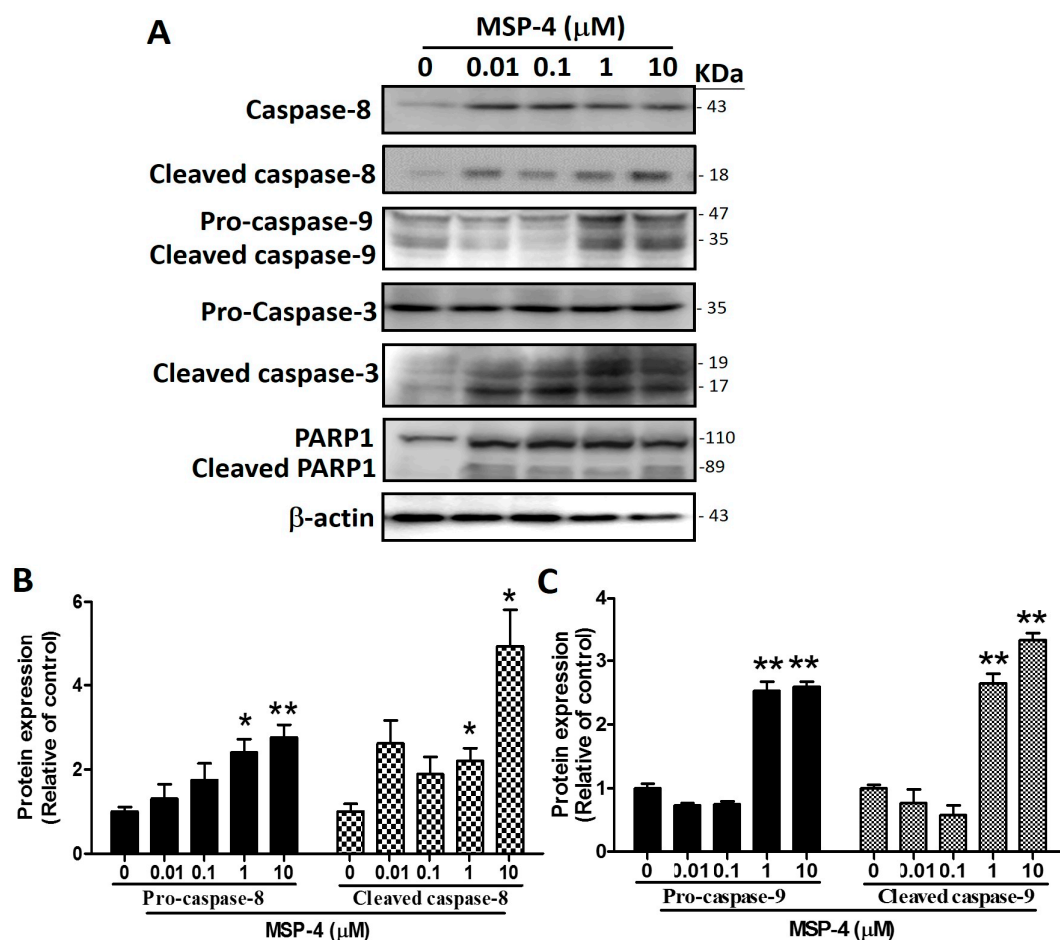 A
MSP-4 (μM)
0 0.01 0.1 1 10 KDa
Caspase-8 - 43
Cleaved caspase-8 - 18
Pro-caspase-9 - 47
- 35
Cleaved caspase-9
Pro-Caspase-3 - 35
- 19
Cleaved caspase-3
- 17
PARP1 -110
Cleaved PARP1 -89
β-actin - 43
B
Protein expression
(Relative of control)
6
4
2
0
* ** * *
0 0.01 0.1 1 10 0 0.01 0.1 1 10
Pro-caspase-8 Cleaved caspase-8
MSP-4 (μM)
C
Protein expression
(Relative of control)
4
3
2
1
0
** ** ** **
0 0.01 0.1 1 10 0 0.01 0.1 1 10
Pro-caspase-9 Cleaved caspase-9
MSP-4 (μM)